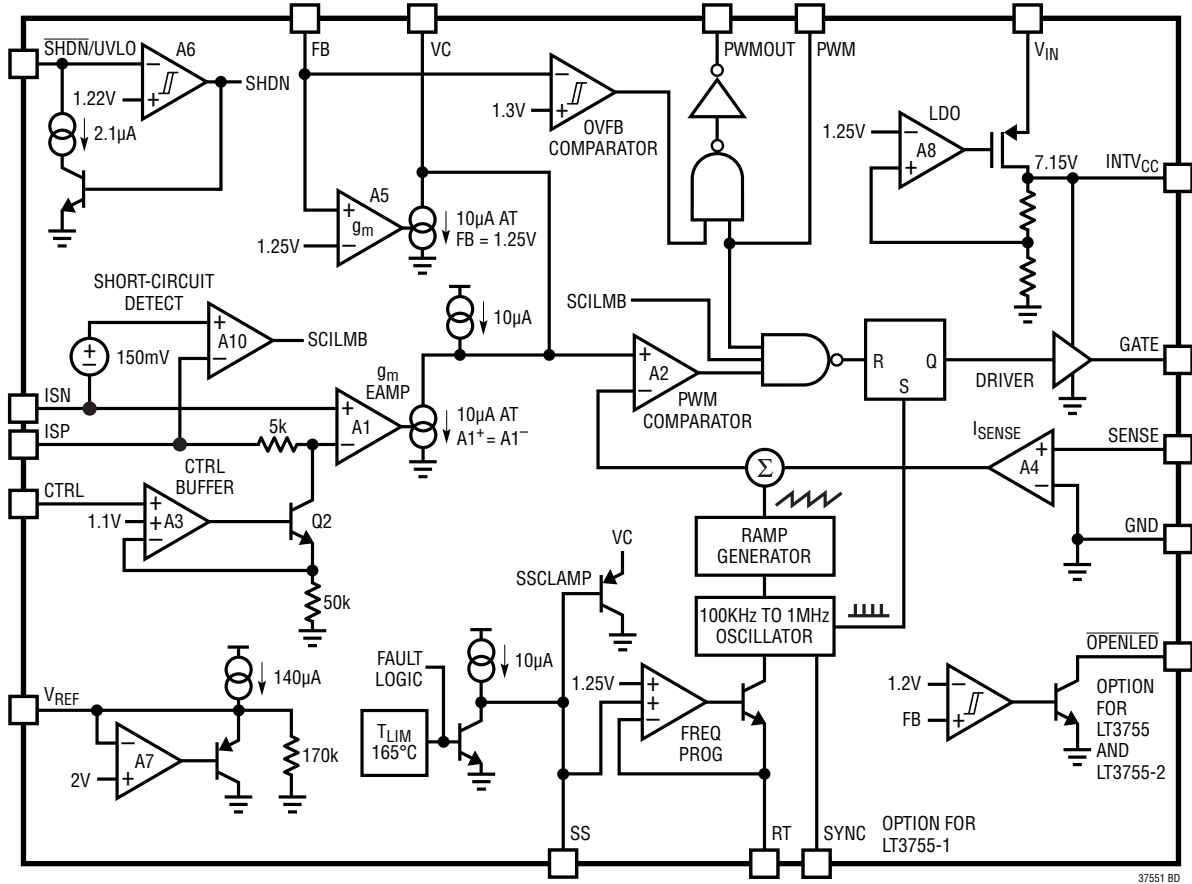 SHDN/UVLO
A6
FB
VC
PWMOUT
PWM
VIN
−
+
SHDN
1.22V
2.1µA
−
+
1.3V
OVFB
COMPARATOR
LDO
1.25V
−
+
A8
7.15V
INTVCC
A5
+
gm
−
1.25V
10µA AT
FB = 1.25V
SHORT-CIRCUIT
DETECT
+
−
150mV
+
A10
−
SCILMB
10µA
SCILMB
+
A2
−
PWM
COMPARATOR
R
Q
S
DRIVER
GATE
ISN
ISP
5k
gm
EAMP
+
A1
−
10µA AT
A1+ = A1−
ISENSE
SENSE
+
A4
−
Σ
GND
CTRL
CTRL
BUFFER
1.1V
+
+
−
A3
Q2
50k
RAMP
GENERATOR
100KHz TO 1MHz
OSCILLATOR
VC
SSCLAMP
10µA
FAULT
LOGIC
TLIM
165°C
VREF
140µA
−
A7
+
2V
170k
1.25V
+
+
−
FREQ
PROG
OPENLED
1.2V
−
FB
+
OPTION
FOR
LT3755
AND
LT3755-2
SS
RT
SYNC
OPTION FOR
LT3755-1
37551 BD